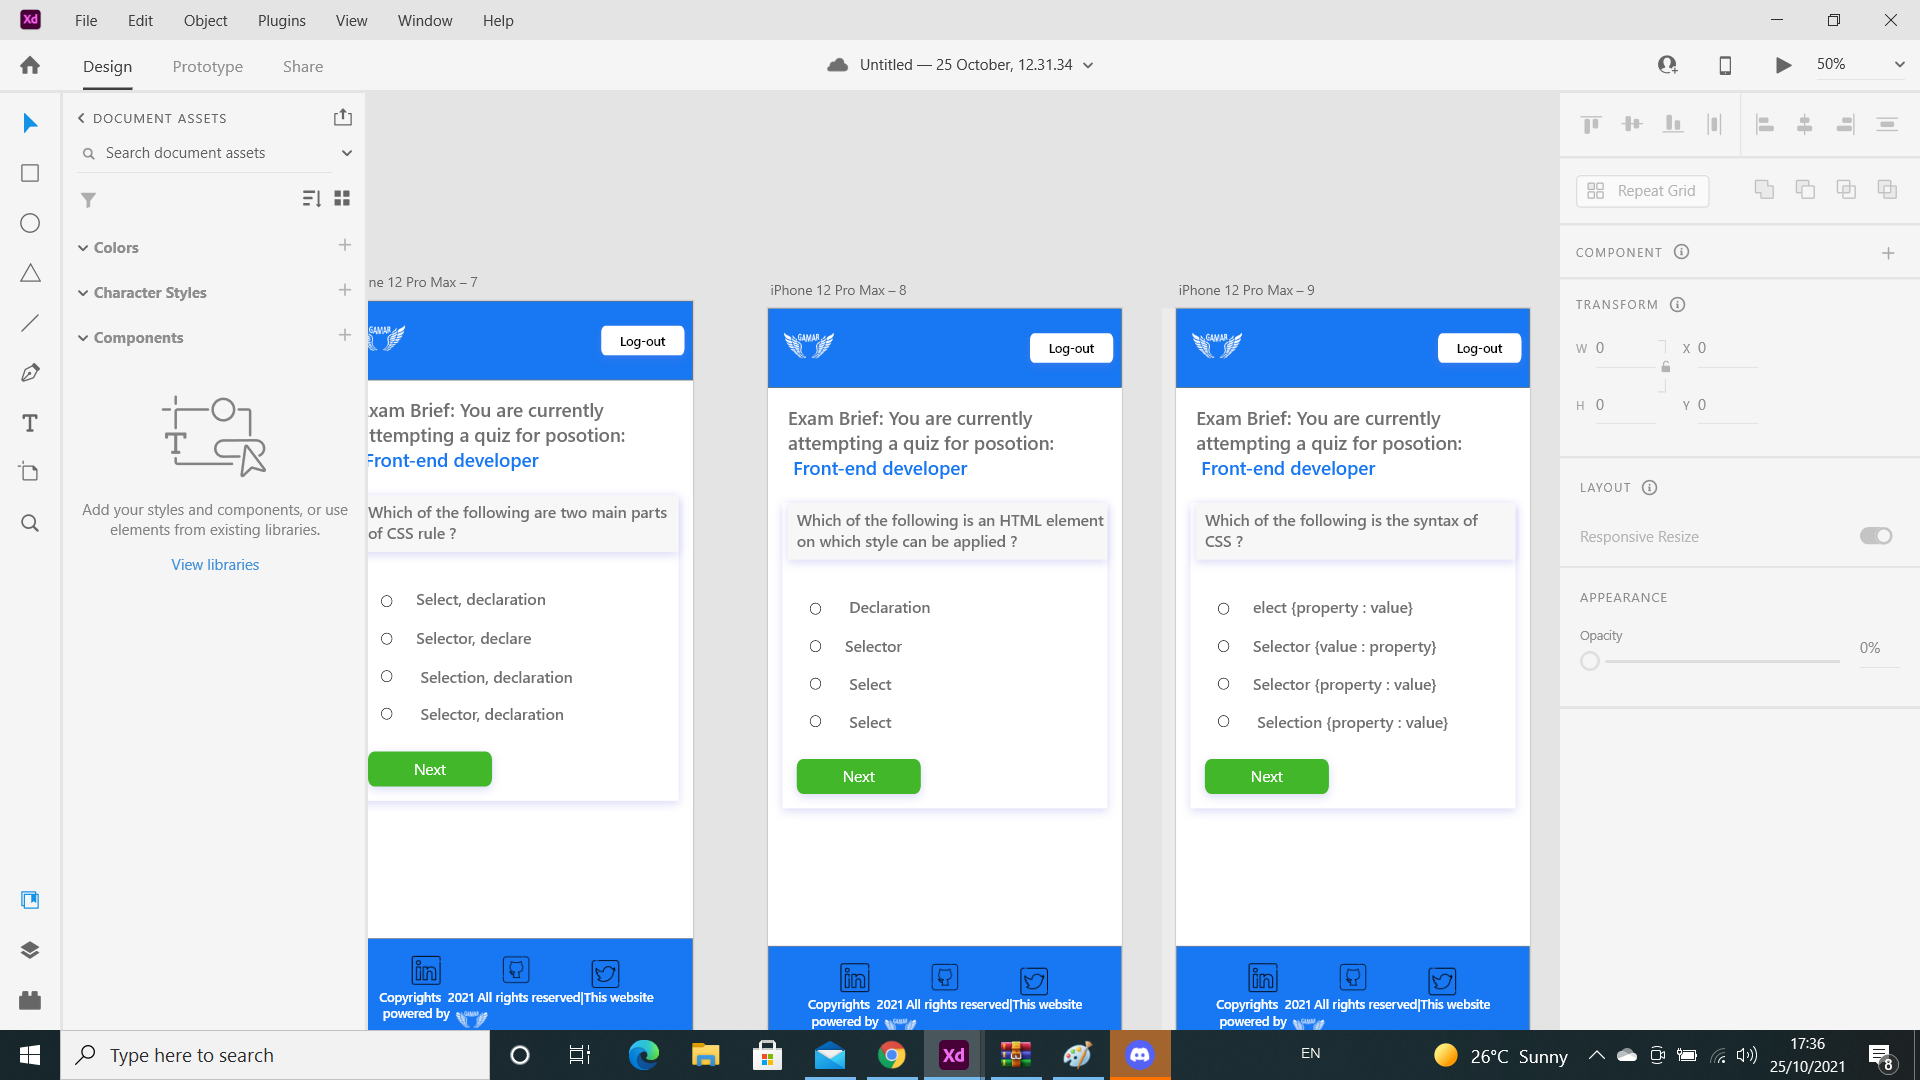 Xd File Edit Object Plugins View Window Help
Design Prototype Share
Untitled — 25 October, 12.31.34
50%
DOCUMENT ASSETS
Search document assets
Colors
Character Styles
Components
T
Add your styles and components, or use
elements from existing libraries.
View libraries
ne 12 Pro Max – 7
GAMAR
Log-out
xam Brief: You are currently
ttempting a quiz for posotion:
Front-end developer
Which of the following are two main parts
of CSS rule ?
Select, declaration
Selector, declare
Selection, declaration
Selector, declaration
Next
in
Copyrights 2021 All rights reserved|This website
powered by GAMAR
iPhone 12 Pro Max – 8
GAMAR
Log-out
Exam Brief: You are currently
attempting a quiz for posotion:
Front-end developer
Which of the following is an HTML element
on which style can be applied ?
Declaration
Selector
Select
Select
Next
in
Copyrights 2021 All rights reserved|This website
powered by GAMAR
iPhone 12 Pro Max – 9
GAMAR
Log-out
Exam Brief: You are currently
attempting a quiz for posotion:
Front-end developer
Which of the following is the syntax of
CSS ?
elect {property : value}
Selector {value : property}
Selector {property : value}
Selection {property : value}
Next
in
Copyrights 2021 All rights reserved|This website
powered by GAMAR
Repeat Grid
COMPONENT
TRANSFORM
W 0 X 0
H 0 Y 0
LAYOUT
Responsive Resize
APPEARANCE
Opacity
0%
Type here to search
Xd
EN
26°C Sunny
17:36
25/10/2021
8